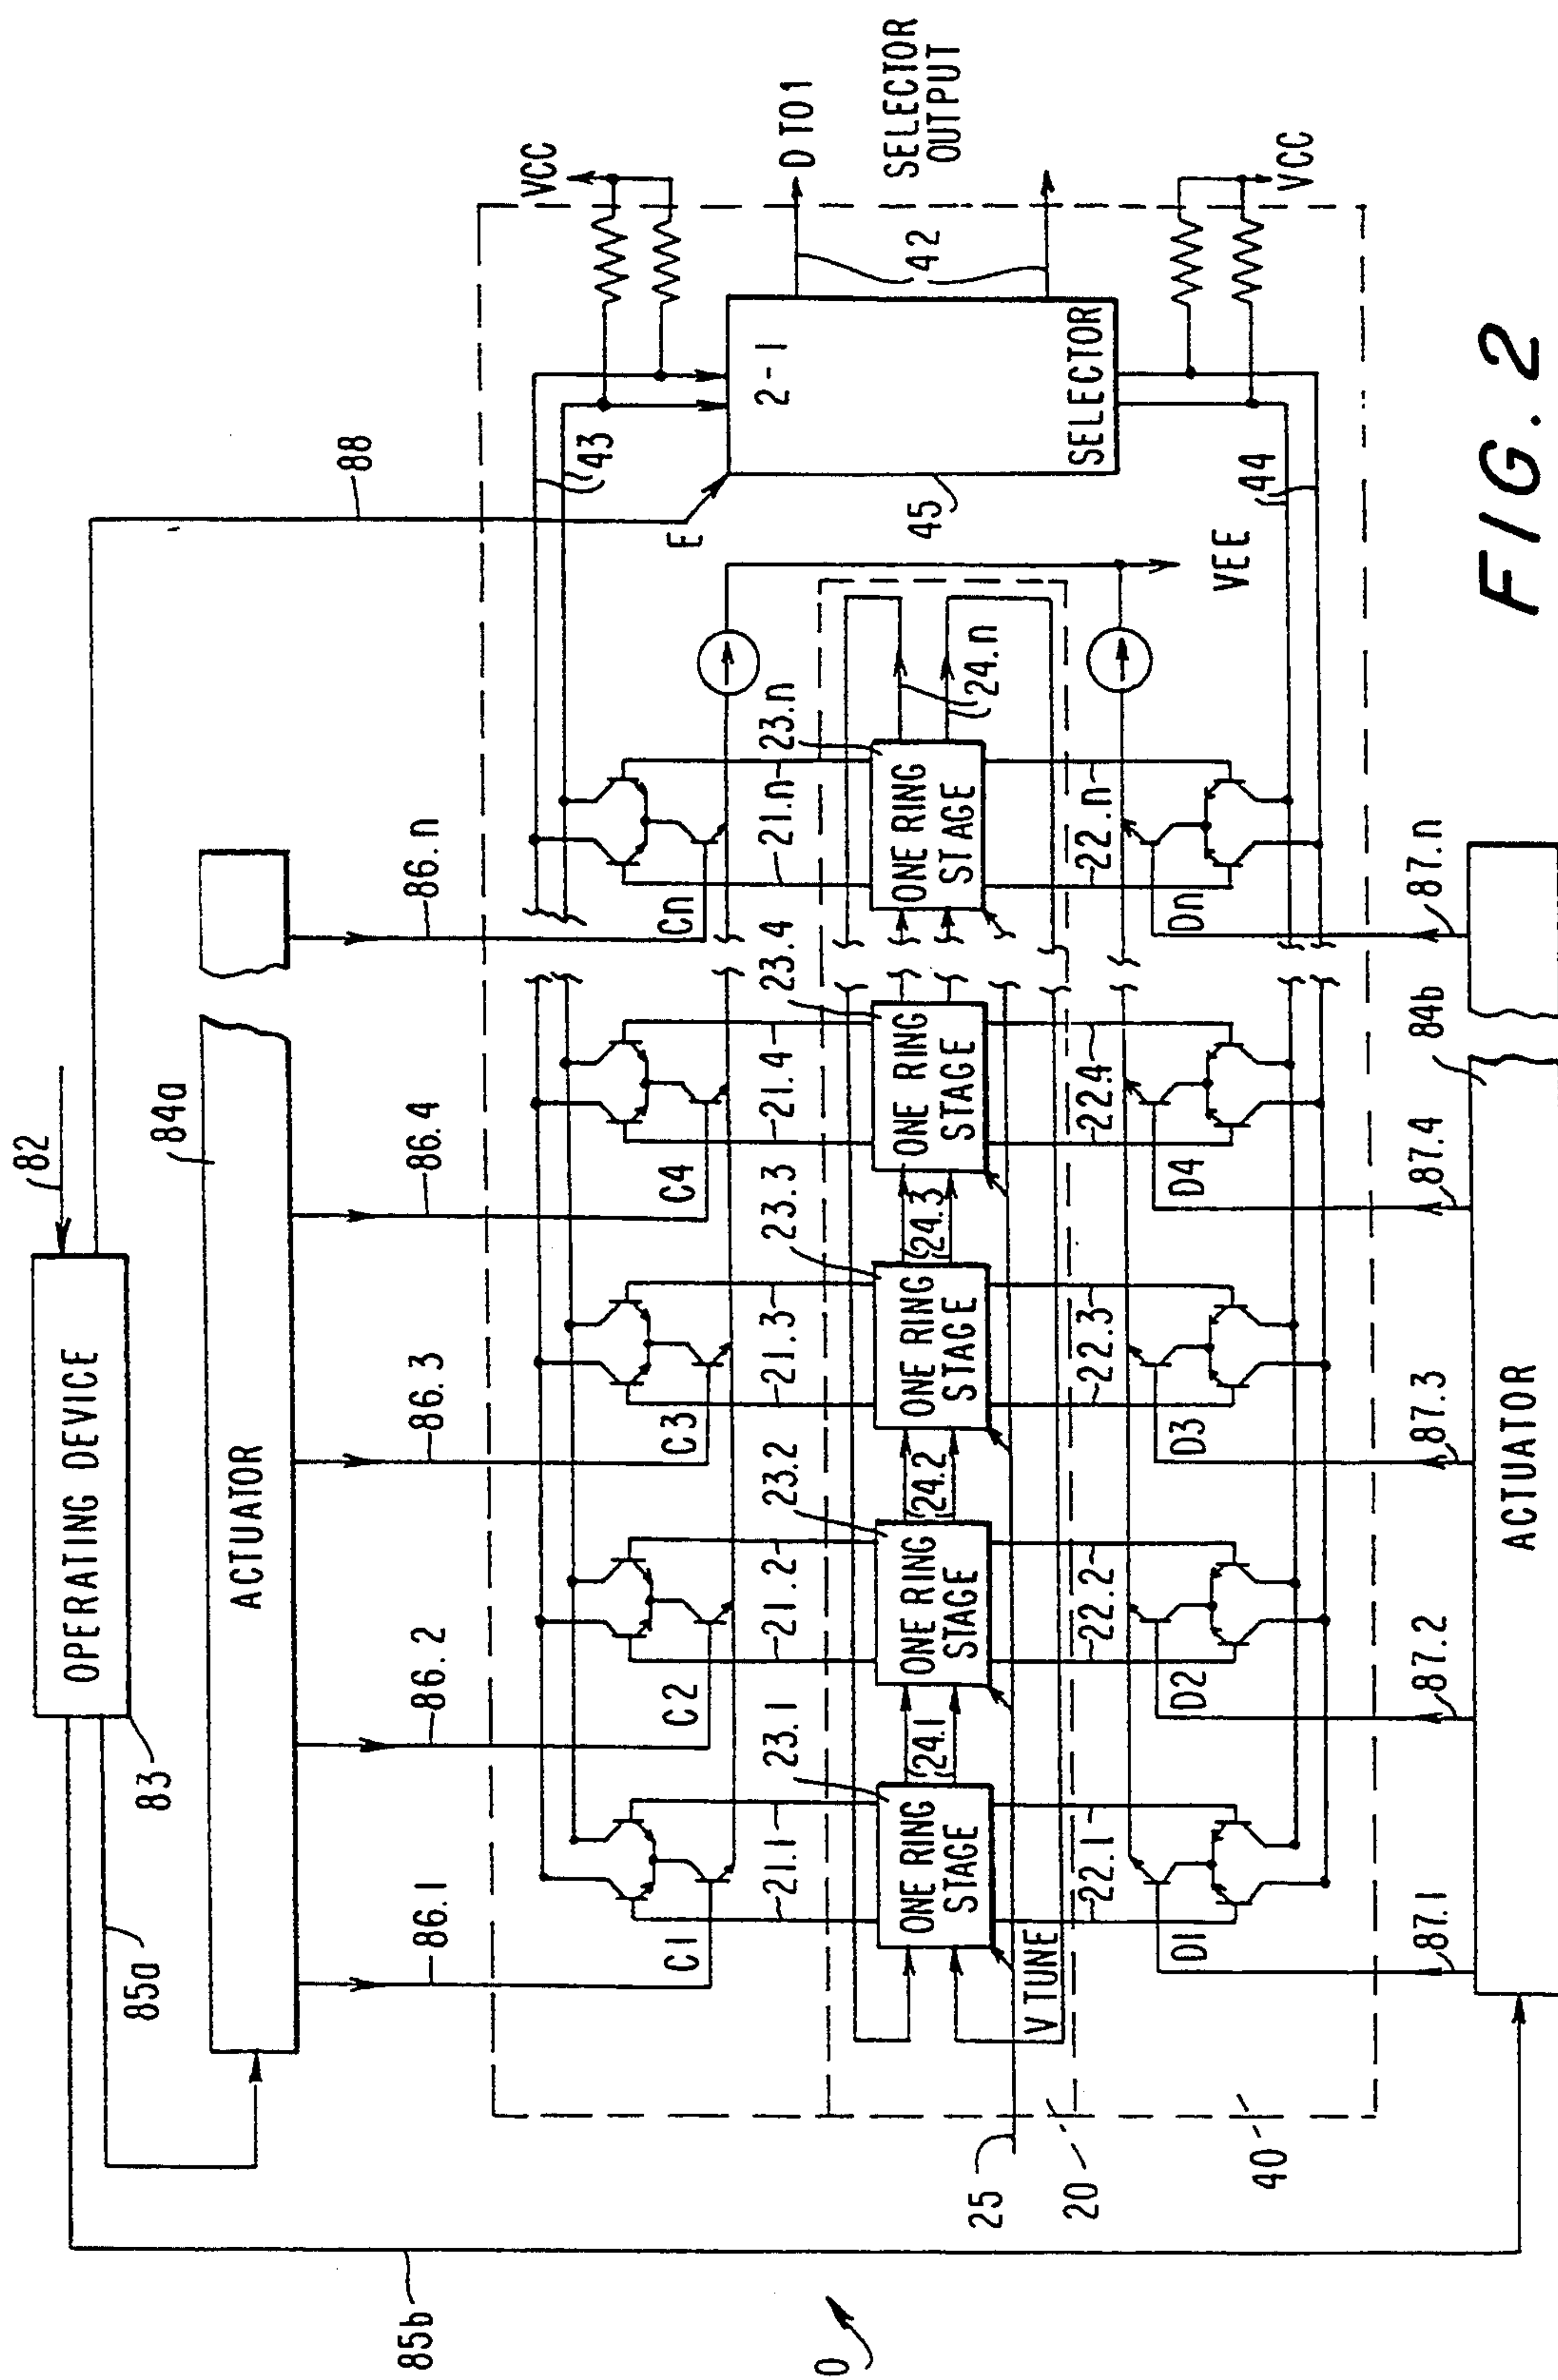 82
OPERATING DEVICE
83
88
85a
85b
84a
ACTUATOR
86.1
86.2
86.3
86.4
86.n
VCC
43
C1
C2
C3
C4
Cn
E
2-1
SELECTOR
45
42
D TO1
SELECTOR
OUTPUT
21.1
23.1
21.2
23.2
21.3
23.3
21.4
23.4
21.n
23.n
ONE RING
STAGE
24.1
ONE RING
STAGE
24.2
ONE RING
STAGE
24.3
ONE RING
STAGE
ONE RING
STAGE
24.n
V TUNE
25
20
40
22.1
22.2
22.3
22.4
22.n
VEE
44
VCC
D1
D2
D3
D4
Dn
87.1
87.2
87.3
87.4
84b
87.n
ACTUATOR
0
FIG. 2